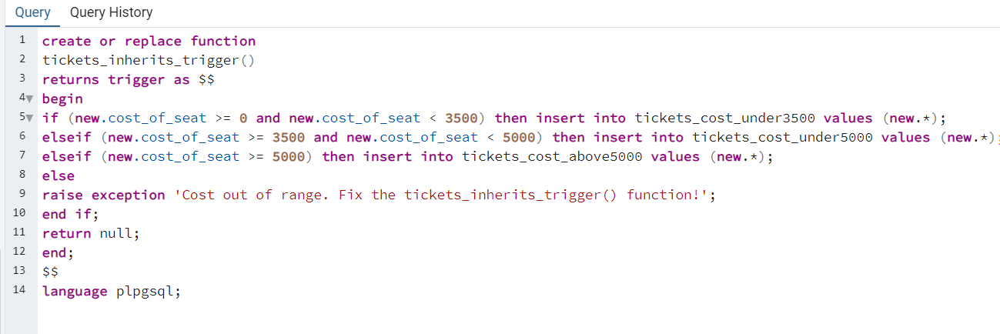 Query Query History
1 create or replace function
2 tickets_inherits_trigger()
3 returns trigger as $$
4 begin
5 if (new.cost_of_seat >= 0 and new.cost_of_seat < 3500) then insert into tickets_cost_under3500 values (new.*);
6 elseif (new.cost_of_seat >= 3500 and new.cost_of_seat < 5000) then insert into tickets_cost_under5000 values (new.*);
7 elseif (new.cost_of_seat >= 5000) then insert into tickets_cost_above5000 values (new.*);
8 else
9 raise exception 'Cost out of range. Fix the tickets_inherits_trigger() function!';
10 end if;
11 return null;
12 end;
13 $$
14 language plpgsql;